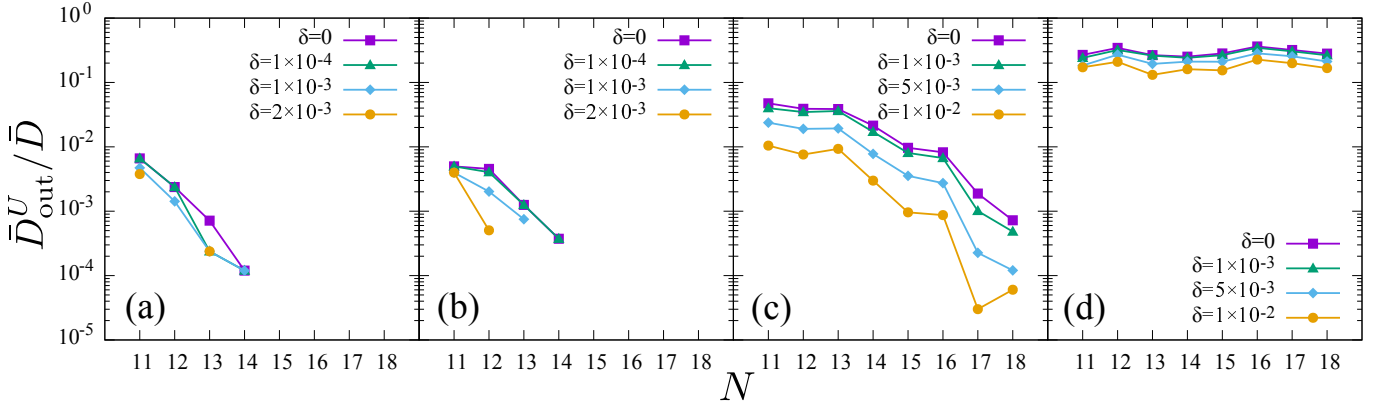 10⁰
10⁻¹
10⁻²
10⁻³
10⁻⁴
10⁻⁵
D̄ᵁout/D̄
δ=0
δ=1×10⁻⁴
δ=1×10⁻³
δ=2×10⁻³
(a)
11 12 13 14 15 16 17 18
δ=0
δ=1×10⁻⁴
δ=1×10⁻³
δ=2×10⁻³
(b)
11 12 13 14 15 16 17 18
δ=0
δ=1×10⁻³
δ=5×10⁻³
δ=1×10⁻²
(c)
11 12 13 14 15 16 17 18
δ=0
δ=1×10⁻³
δ=5×10⁻³
δ=1×10⁻²
(d)
11 12 13 14 15 16 17 18
N